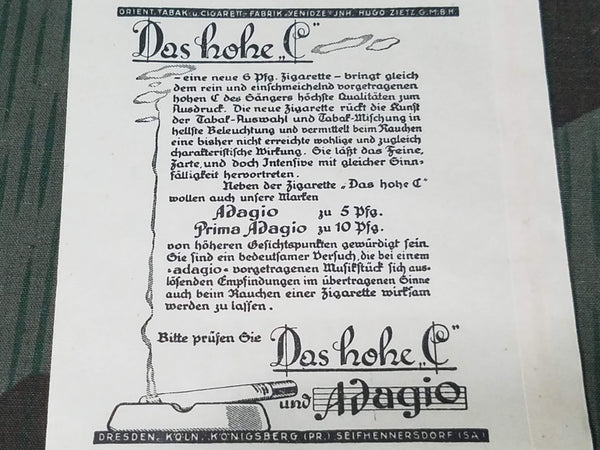 ORIENT. TABAK- u. CIGARETT.- FABRIK „YENIDZE" JNH. HUGO ZIETZ, G.M.B.H.
Das hohe „C"
- eine neue 6 Pfg. Zigarette - bringt gleich
dem rein und einschmeichelnd vorgetragenen
hohen C des Sängers höchste Qualitäten zum
Ausdruck. Die neue Zigarette rückt die Kunst
der Tabak-Auswahl und Tabak-Mischung in
hellste Beleuchtung und vermittelt beim Rauchen
eine bisher nicht erreichte wohlige und zugleich
charakteristische Wirkung. Sie läßt das Feine,
Zarte, und doch Intensive mit gleicher Sinn-
fälligkeit hervortreten.
Neben der Zigarette „Das hohe C"
wollen auch unsere Marken
Adagio zu 5 Pfg.
Prima Adagio zu 10 Pfg.
von höheren Gesichtspunkten gewürdigt sein.
Sie sind ein bedeutsamer Versuch, die bei einem
„adagio" vorgetragenen Musikstück sich aus-
lösenden Empfindungen im übertragenen Sinne
auch beim Rauchen einer Zigarette wirksam
werden zu lassen.
Bitte prüfen Sie
Das hohe „C"
und Adagio
DRESDEN. KÖLN. KÖNIGSBERG (PR.) SEIFHENNERSDORF (SA.)